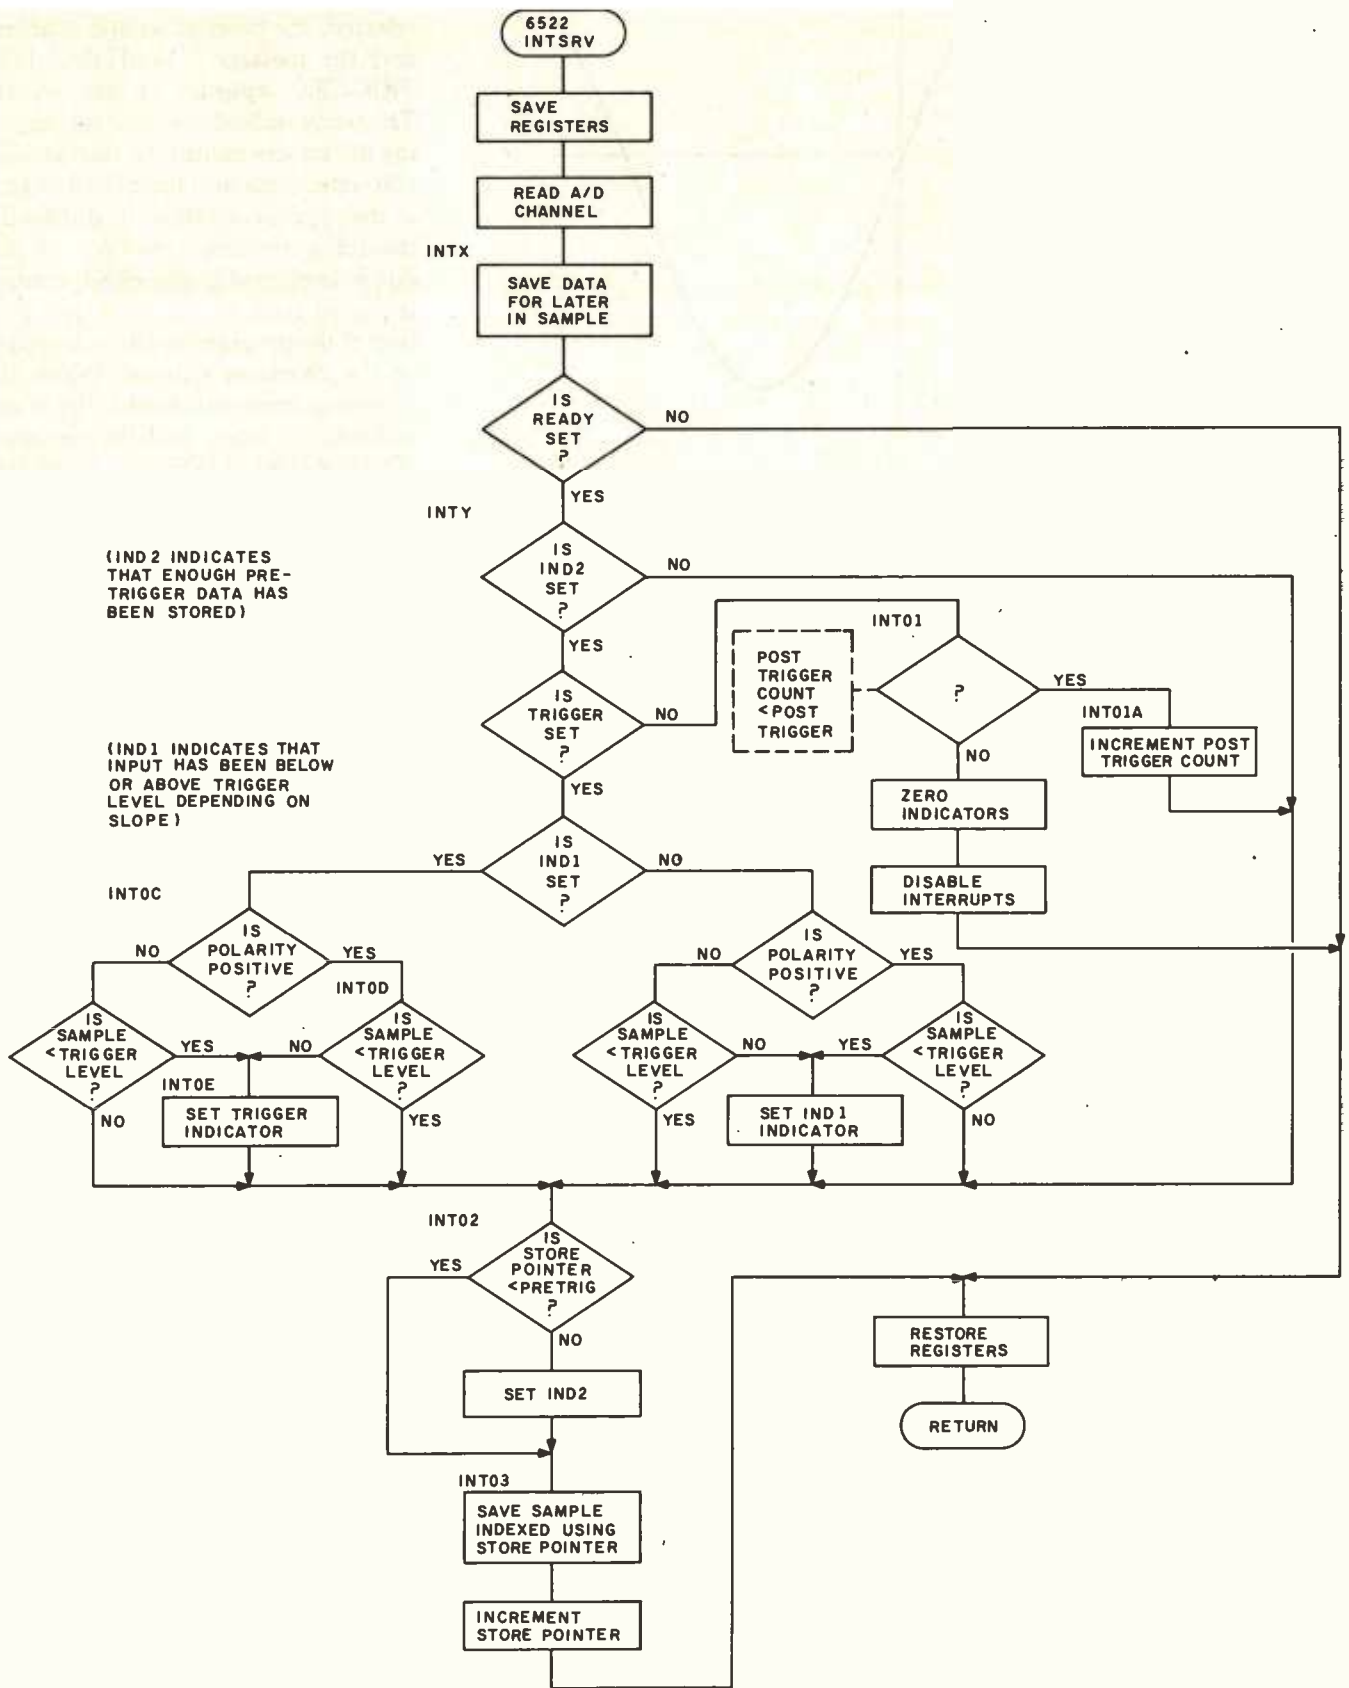 6522
INTSRV
SAVE
REGISTERS
READ A/D
CHANNEL
INTX
SAVE DATA
FOR LATER
IN SAMPLE
IS
READY
SET
?
NO
YES
INTY
(IND2 INDICATES
THAT ENOUGH PRE-
TRIGGER DATA HAS
BEEN STORED)
IS
IND2
SET
?
NO
YES
INT01
POST
TRIGGER
COUNT
<POST
TRIGGER
?
YES
INT01A
INCREMENT POST
TRIGGER COUNT
NO
ZERO
INDICATORS
DISABLE
INTERRUPTS
IS
TRIGGER
SET
?
NO
YES
(IND1 INDICATES THAT
INPUT HAS BEEN BELOW
OR ABOVE TRIGGER
LEVEL DEPENDING ON
SLOPE)
IS
IND1
SET
?
YES
NO
INT0C
IS
POLARITY
POSITIVE
?
NO
YES
INT0D
IS
SAMPLE
<TRIGGER
LEVEL
?
YES
NO
IS
SAMPLE
<TRIGGER
LEVEL
?
NO
YES
INT0E
SET TRIGGER
INDICATOR
IS
POLARITY
POSITIVE
?
NO
YES
IS
SAMPLE
<TRIGGER
LEVEL
?
NO
YES
IS
SAMPLE
<TRIGGER
LEVEL
?
YES
NO
SET IND1
INDICATOR
INT02
IS
STORE
POINTER
<PRETRIG
?
YES
NO
SET IND2
INT03
SAVE SAMPLE
INDEXED USING
STORE POINTER
INCREMENT
STORE POINTER
RESTORE
REGISTERS
RETURN